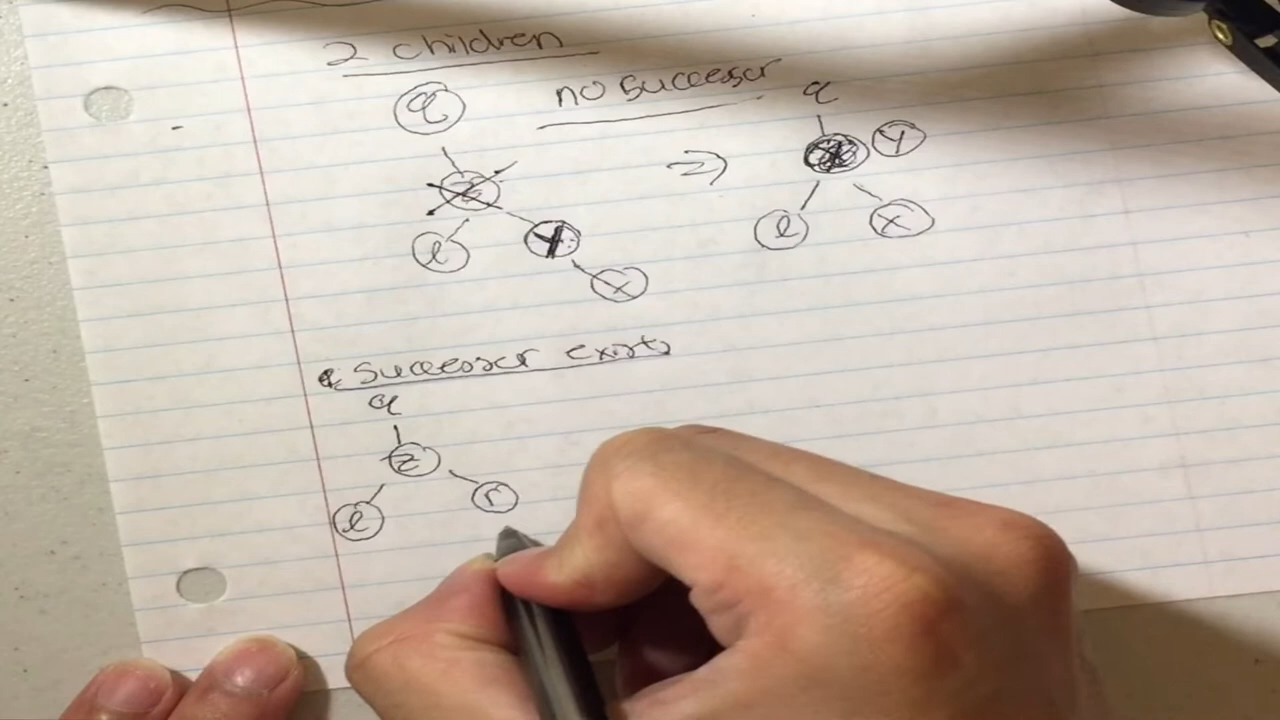 2 children
no successor
q
q
z
y
l
y
x
l
x
successor exists
q
z
r
l